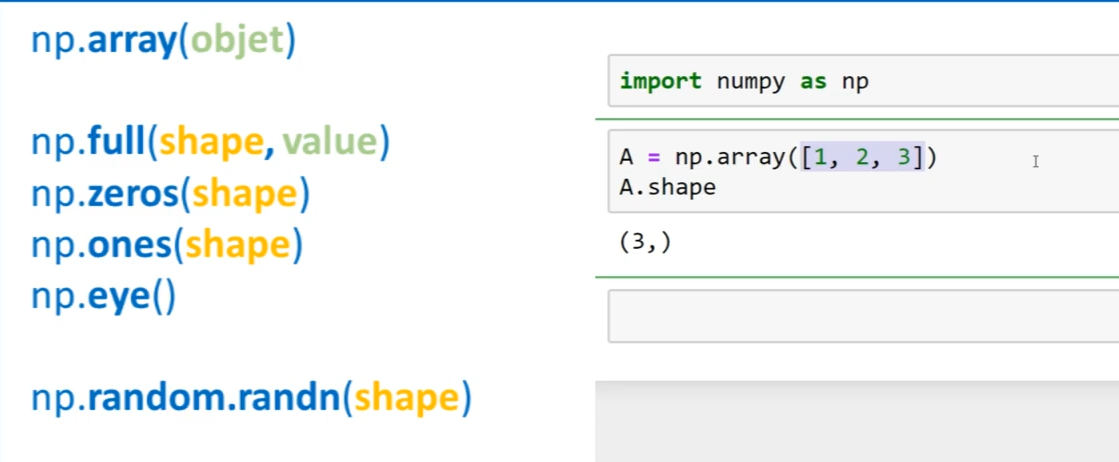 np.array(objet)
np.full(shape, value)
np.zeros(shape)
np.ones(shape)
np.eye()
np.random.randn(shape)
import numpy as np
A = np.array([1, 2, 3])
A.shape
(3,)